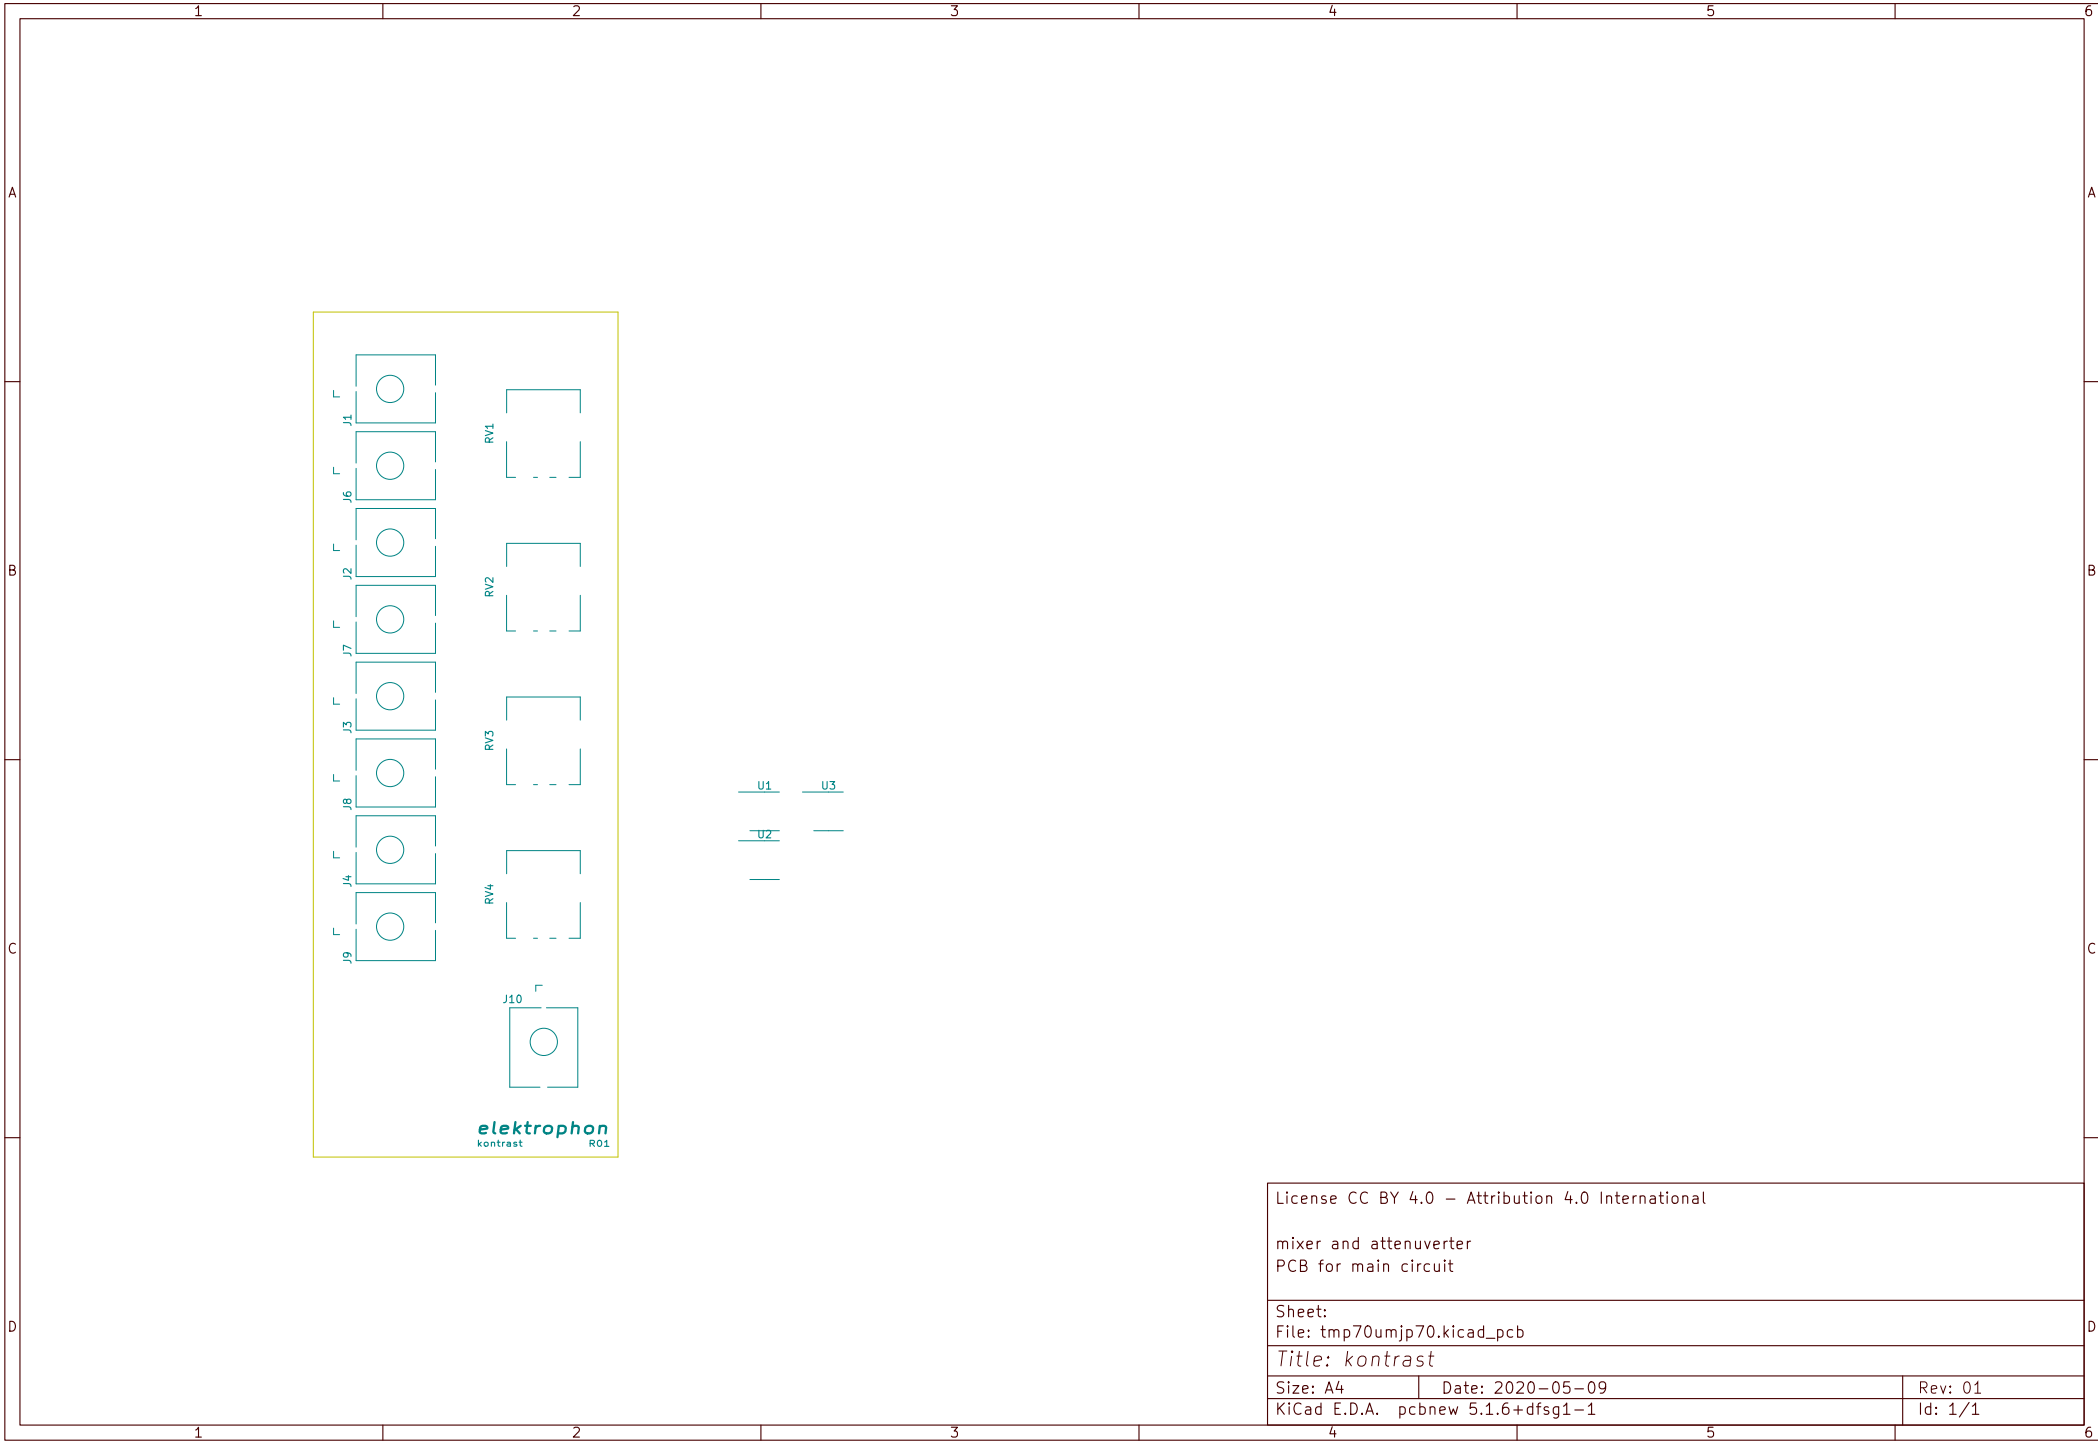 1 2 3 4 5 6
A A
J1
RV1
J6
J2
B B
RV2
J7
J3
RV3
U1 U3
J8
U2
J4
RV4
C C
J9
J10
elektrophon
kontrast R01
License CC BY 4.0 - Attribution 4.0 International
mixer and attenuverter
PCB for main circuit
Sheet:
D D
File: tmp70umjp70.kicad_pcb
Title: kontrast
Size: A4 Date: 2020-05-09 Rev: 01
KiCad E.D.A. pcbnew 5.1.6+dfsg1-1 Id: 1/1
1 2 3 4 5 6